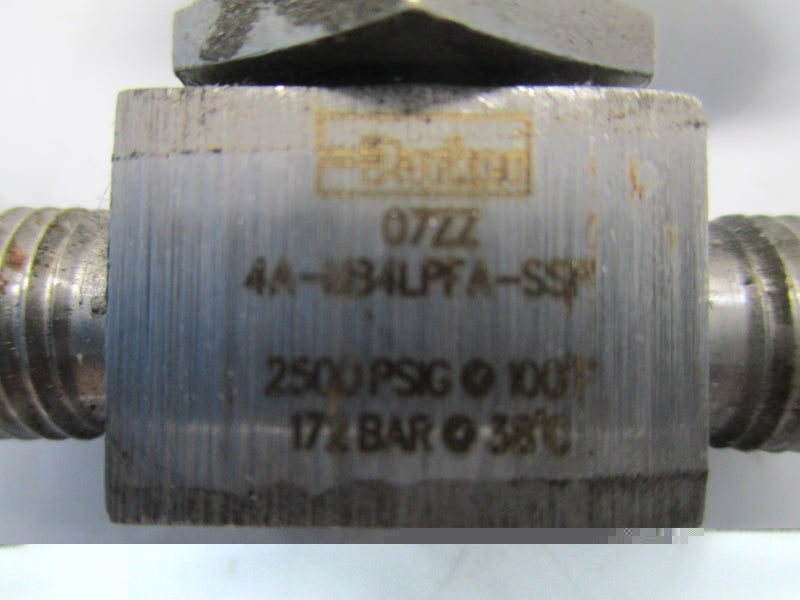 Parker
07ZZ
4A-MB4LPFA-SSP
2500 PSIG @ 100°F
172 BAR @ 38°C